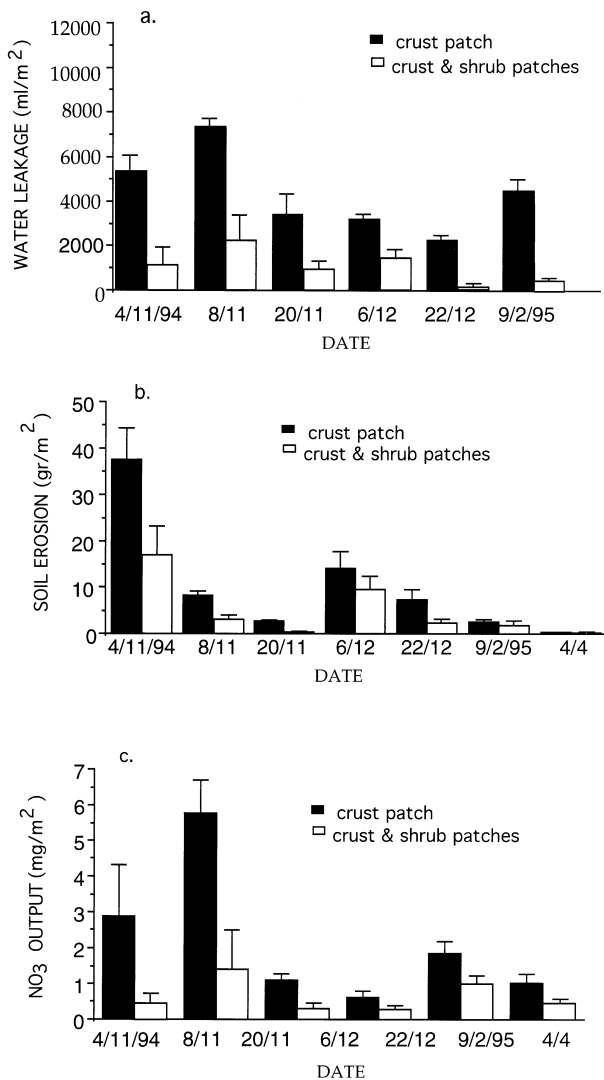 a.
12000
10000
8000
6000
4000
2000
0
WATER LEAKAGE (ml/m2)
crust patch
crust & shrub patches
4/11/94 8/11 20/11 6/12 22/12 9/2/95
DATE
b.
50
40
30
20
10
0
SOIL EROSION (gr/m2)
crust patch
crust & shrub patches
4/11/94 8/11 20/11 6/12 22/12 9/2/95 4/4
DATE
c.
7
6
5
4
3
2
1
0
NO3 OUTPUT (mg/m2)
crust patch
crust & shrub patches
4/11/94 8/11 20/11 6/12 22/12 9/2/95 4/4
DATE